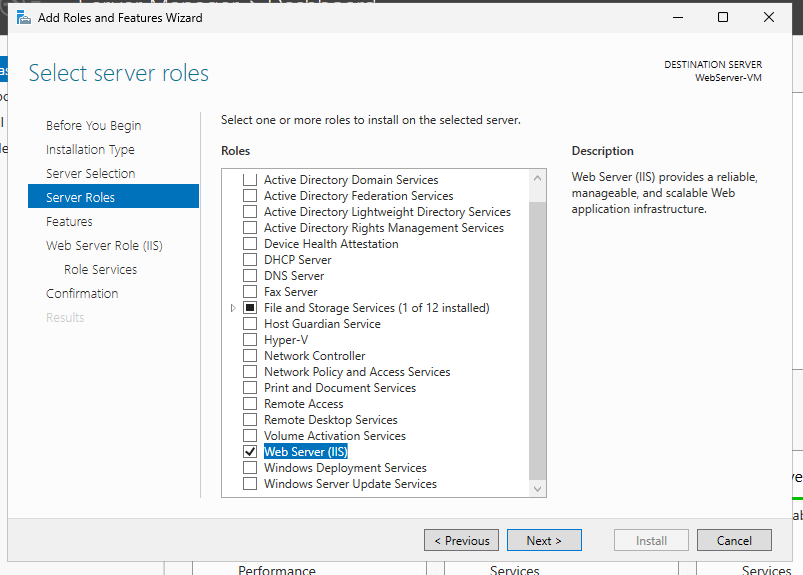 Add Roles and Features Wizard
Select server roles
DESTINATION SERVER
WebServer-VM
Before You Begin
Installation Type
Server Selection
Server Roles
Features
Web Server Role (IIS)
Role Services
Confirmation
Results
Select one or more roles to install on the selected server.
Roles
Active Directory Domain Services
Active Directory Federation Services
Active Directory Lightweight Directory Services
Active Directory Rights Management Services
Device Health Attestation
DHCP Server
DNS Server
Fax Server
File and Storage Services (1 of 12 installed)
Host Guardian Service
Hyper-V
Network Controller
Network Policy and Access Services
Print and Document Services
Remote Access
Remote Desktop Services
Volume Activation Services
Web Server (IIS)
Windows Deployment Services
Windows Server Update Services
Description
Web Server (IIS) provides a reliable,
manageable, and scalable Web
application infrastructure.
< Previous
Next >
Install
Cancel
Performance
Services
Services